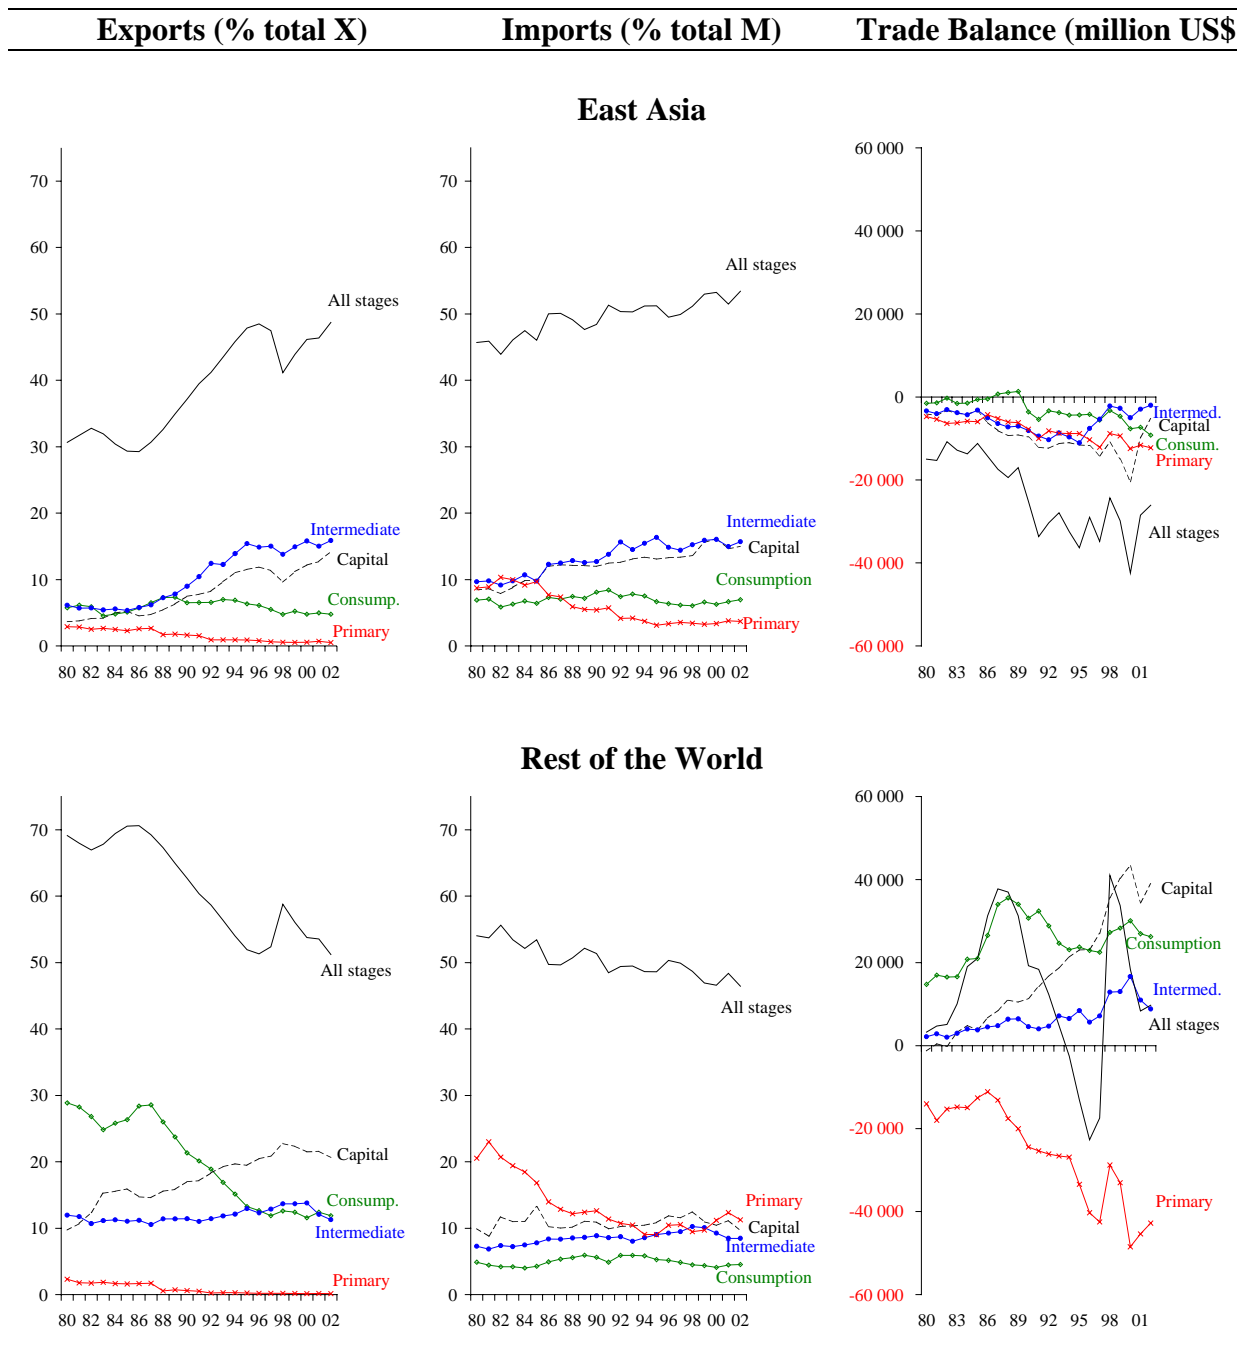 Exports (% total X) Imports (% total M) Trade Balance (million US$
East Asia
70
60
50
40
30
20
10
0
All stages
Intermediate
Capital
Consump.
Primary
80 82 84 86 88 90 92 94 96 98 00 02
70
60
50
40
30
20
10
0
All stages
Intermediate
Capital
Consumption
Primary
80 82 84 86 88 90 92 94 96 98 00 02
60 000
40 000
20 000
0
-20 000
-40 000
-60 000
Intermed.
Capital
Consum.
Primary
All stages
80 83 86 89 92 95 98 01
Rest of the World
70
60
50
40
30
20
10
0
All stages
Capital
Consump.
Intermediate
Primary
80 82 84 86 88 90 92 94 96 98 00 02
70
60
50
40
30
20
10
0
All stages
Primary
Capital
Intermediate
Consumption
80 82 84 86 88 90 92 94 96 98 00 02
60 000
40 000
20 000
0
-20 000
-40 000
-60 000
Capital
Consumption
Intermed.
All stages
Primary
80 83 86 89 92 95 98 01